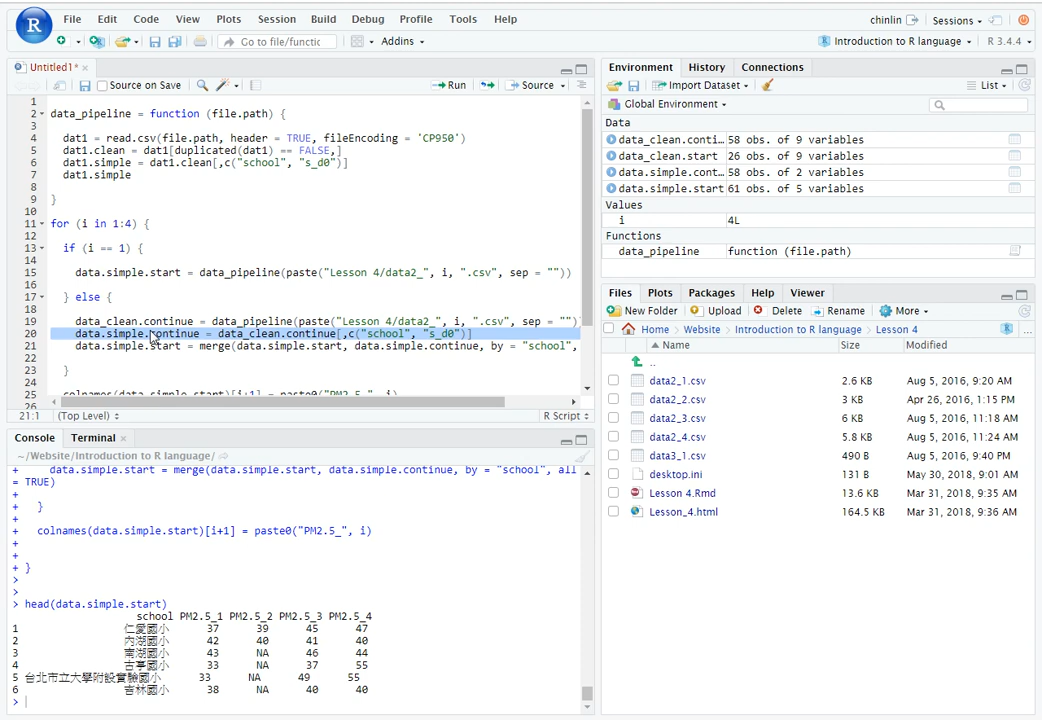 File Edit Code View Plots Session Build Debug Profile Tools Help
chinlin Sessions
Go to file/functic Addins
Introduction to R language R 3.4.4
Untitled1*
Source on Save Run Source
1
2 data_pipeline = function (file.path) {
3
4 dat1 = read.csv(file.path, header = TRUE, fileEncoding = 'CP950')
5 dat1.clean = dat1[duplicated(dat1) == FALSE,]
6 dat1.simple = dat1.clean[,c("school", "s_d0")]
7 dat1.simple
8
9 }
10
11 for (i in 1:4) {
12
13 if (i == 1) {
14
15 data.simple.start = data_pipeline(paste("Lesson 4/data2_", i, ".csv", sep = ""))
16
17 } else {
18
19 data_clean.continue = data_pipeline(paste("Lesson 4/data2_", i, ".csv", sep = "")
20 data.simple.continue = data_clean.continue[,c("school", "s_d0")]
21 data.simple.start = merge(data.simple.start, data.simple.continue, by = "school",
22
23 }
24
25 colnames(data.simple.start)[i+1] = paste0("PM2.5_", i)
26
21:1 (Top Level) R Script
Console Terminal
~/Website/Introduction to R language/
+ data.simple.start = merge(data.simple.start, data.simple.continue, by = "school", all
= TRUE)
+
+ }
+
+ colnames(data.simple.start)[i+1] = paste0("PM2.5_", i)
+
+
+ }
>
>
> head(data.simple.start)
school PM2.5_1 PM2.5_2 PM2.5_3 PM2.5_4
1 仁愛國小 37 39 45 47
2 內湖國小 42 40 41 40
3 南湖國小 43 NA 46 44
4 古亭國小 33 NA 37 55
5 台北市立大學附設實驗國小 33 NA 49 55
6 吉林國小 38 NA 40 40
>
Environment History Connections
Import Dataset List
Global Environment
Data
data_clean.conti… 58 obs. of 9 variables
data_clean.start 26 obs. of 9 variables
data.simple.cont… 58 obs. of 2 variables
data.simple.start 61 obs. of 5 variables
Values
i 4L
Functions
data_pipeline function (file.path)
Files Plots Packages Help Viewer
New Folder Upload Delete Rename More
Home Website Introduction to R language Lesson 4 ...
Name Size Modified
..
data2_1.csv 2.6 KB Aug 5, 2016, 9:20 AM
data2_2.csv 3 KB Apr 26, 2016, 1:15 PM
data2_3.csv 6 KB Aug 5, 2016, 11:18 AM
data2_4.csv 5.8 KB Aug 5, 2016, 11:24 AM
data3_1.csv 490 B Aug 5, 2016, 9:40 PM
desktop.ini 131 B May 30, 2018, 9:01 AM
Lesson 4.Rmd 13.6 KB Mar 31, 2018, 9:35 AM
Lesson_4.html 164.5 KB Mar 31, 2018, 9:36 AM